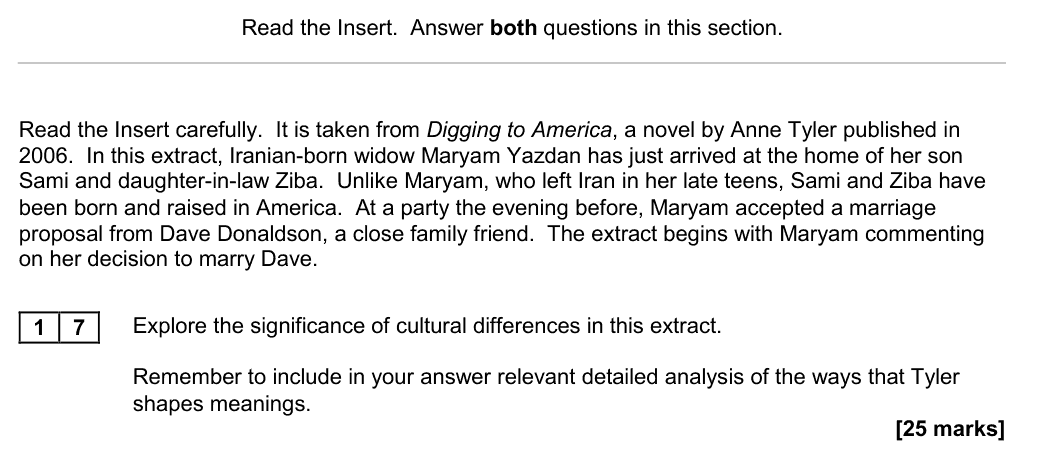 Read the Insert.  Answer both questions in this section.
Read the Insert carefully.  It is taken from Digging to America, a novel by Anne Tyler published in
2006.  In this extract, Iranian-born widow Maryam Yazdan has just arrived at the home of her son
Sami and daughter-in-law Ziba.  Unlike Maryam, who left Iran in her late teens, Sami and Ziba have
been born and raised in America.  At a party the evening before, Maryam accepted a marriage
proposal from Dave Donaldson, a close family friend.  The extract begins with Maryam commenting
on her decision to marry Dave.
1 7 Explore the significance of cultural differences in this extract.
Remember to include in your answer relevant detailed analysis of the ways that Tyler
shapes meanings.
[25 marks]